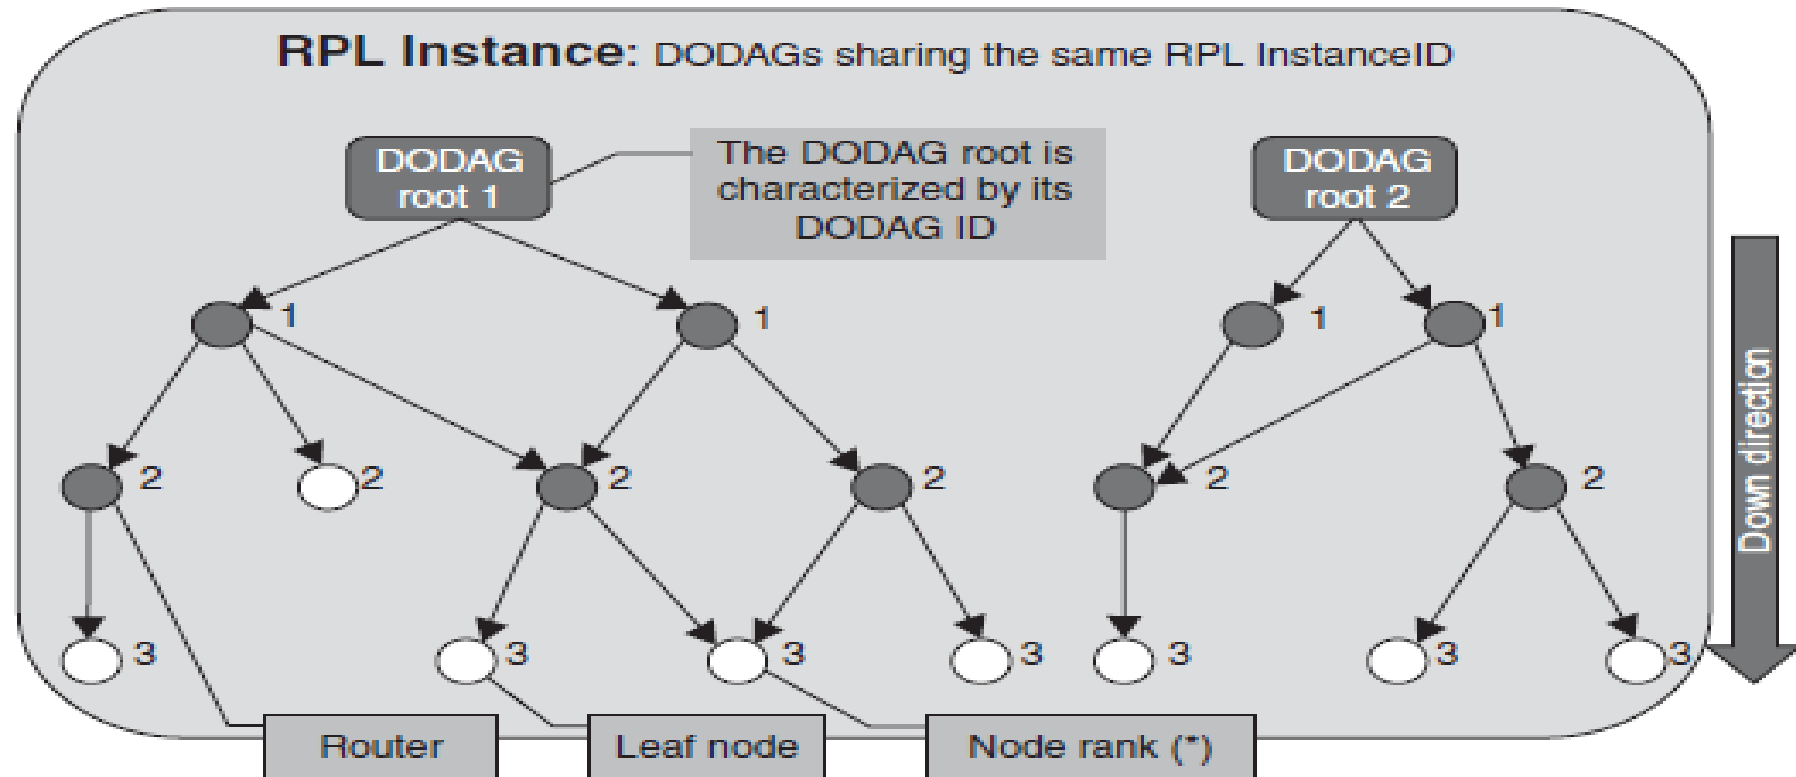 RPL Instance: DODAGs sharing the same RPL InstanceID
DODAG
root 1
The DODAG root is
characterized by its
DODAG ID
DODAG
root 2
1
1
1
1
2
2
2
2
2
2
3
3
3
3
3
3
3
Down direction
Router
Leaf node
Node rank (*)